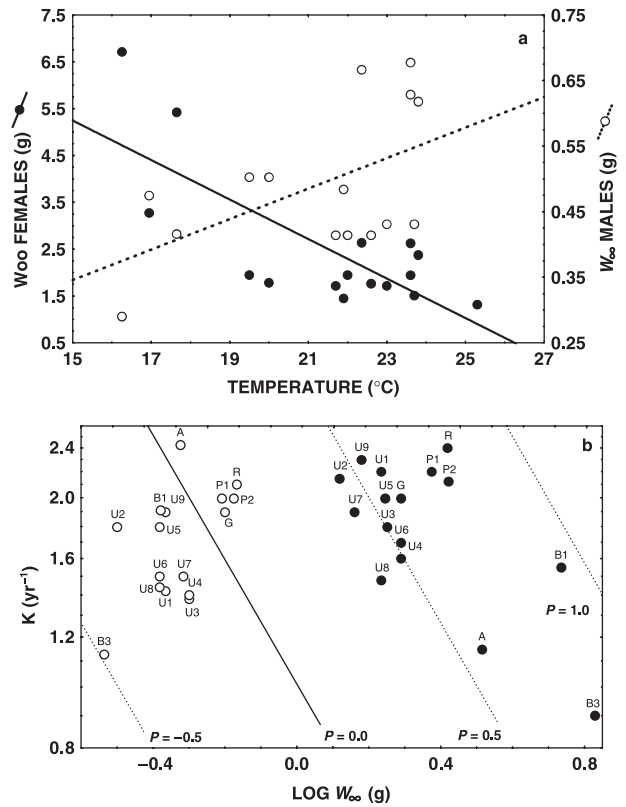 a
7.5
6.5
5.5
4.5
3.5
2.5
1.5
0.5
Woo FEMALES (g)
0.75
0.65
0.55
0.45
0.35
0.25
W∞ MALES (g)
15 17 19 21 23 25 27
TEMPERATURE (°C)
b
2.4
2.0
1.6
1.2
0.8
K (yr⁻¹)
A
R
P1
P2
G
B1
U9
U2
U5
U6
U7
U8
U4
U1
U3
B3
U9
U1
R
U2
P1
P2
U5
G
U7
U3
U6
U4
U8
B1
A
B3
P = −0.5
P = 0.0
P = 0.5
P = 1.0
−0.4 0.0 0.4 0.8
LOG W∞ (g)